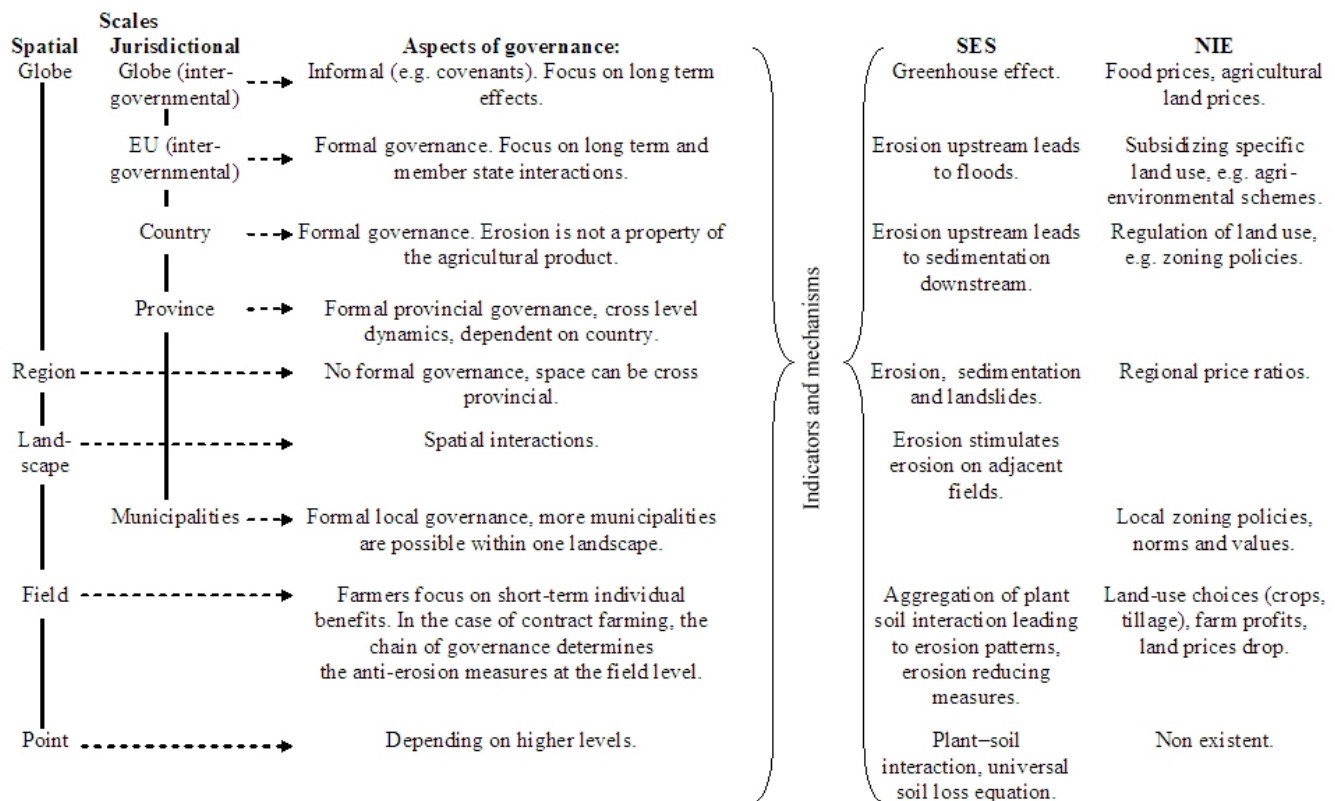 Scales
Spatial Jurisdictional Aspects of governance: SES NIE
Globe Globe (inter-
governmental) Informal (e.g. covenants). Focus on long term
effects. Greenhouse effect. Food prices, agricultural
land prices.
EU (inter-
governmental) Formal governance. Focus on long term and
member state interactions. Erosion upstream leads
to floods. Subsidizing specific
land use, e.g. agri-
environmental schemes.
Country Formal governance. Erosion is not a property of
the agricultural product. Erosion upstream leads
to sedimentation
downstream. Regulation of land use,
e.g. zoning policies.
Province Formal provincial governance, cross level
dynamics, dependent on country.
Indicators and mechanisms
Region No formal governance, space can be cross
provincial. Erosion, sedimentation
and landslides. Regional price ratios.
Land-
scape Spatial interactions. Erosion stimulates
erosion on adjacent
fields.
Municipalities Formal local governance, more municipalities
are possible within one landscape. Local zoning policies,
norms and values.
Field Farmers focus on short-term individual
benefits. In the case of contract farming, the
chain of governance determines
the anti-erosion measures at the field level. Aggregation of plant
soil interaction leading
to erosion patterns,
erosion reducing
measures. Land-use choices (crops,
tillage), farm profits,
land prices drop.
Point Depending on higher levels. Plant–soil
interaction, universal
soil loss equation. Non existent.